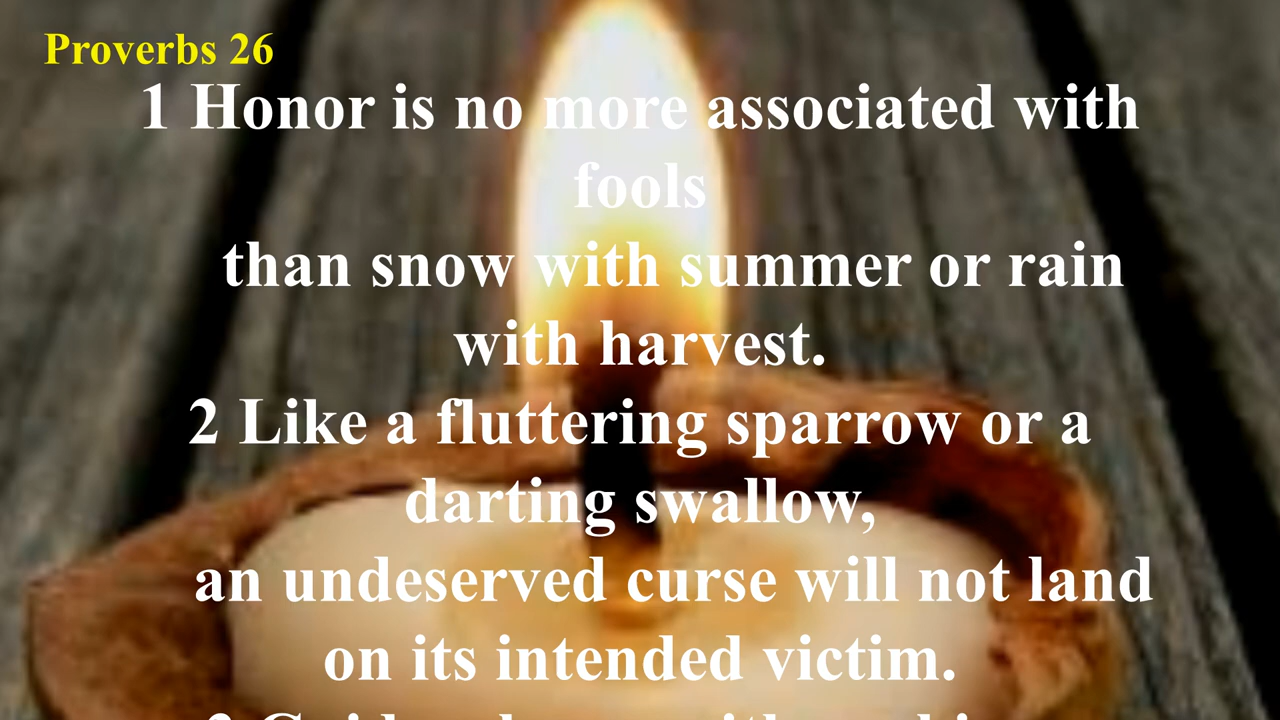 Proverbs 26
1 Honor is no more associated with
fools
than snow with summer or rain
with harvest.
2 Like a fluttering sparrow or a
darting swallow,
an undeserved curse will not land
on its intended victim.